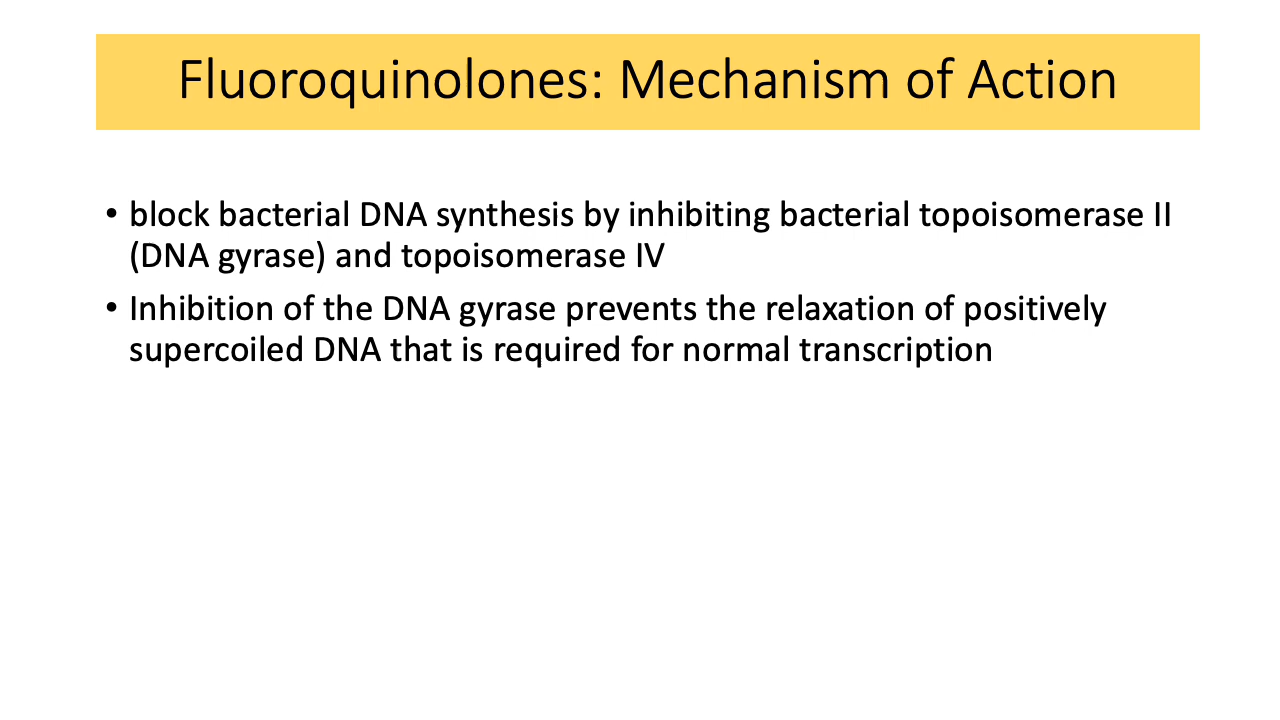 Fluoroquinolones: Mechanism of Action
• block bacterial DNA synthesis by inhibiting bacterial topoisomerase II
(DNA gyrase) and topoisomerase IV
• Inhibition of the DNA gyrase prevents the relaxation of positively
supercoiled DNA that is required for normal transcription